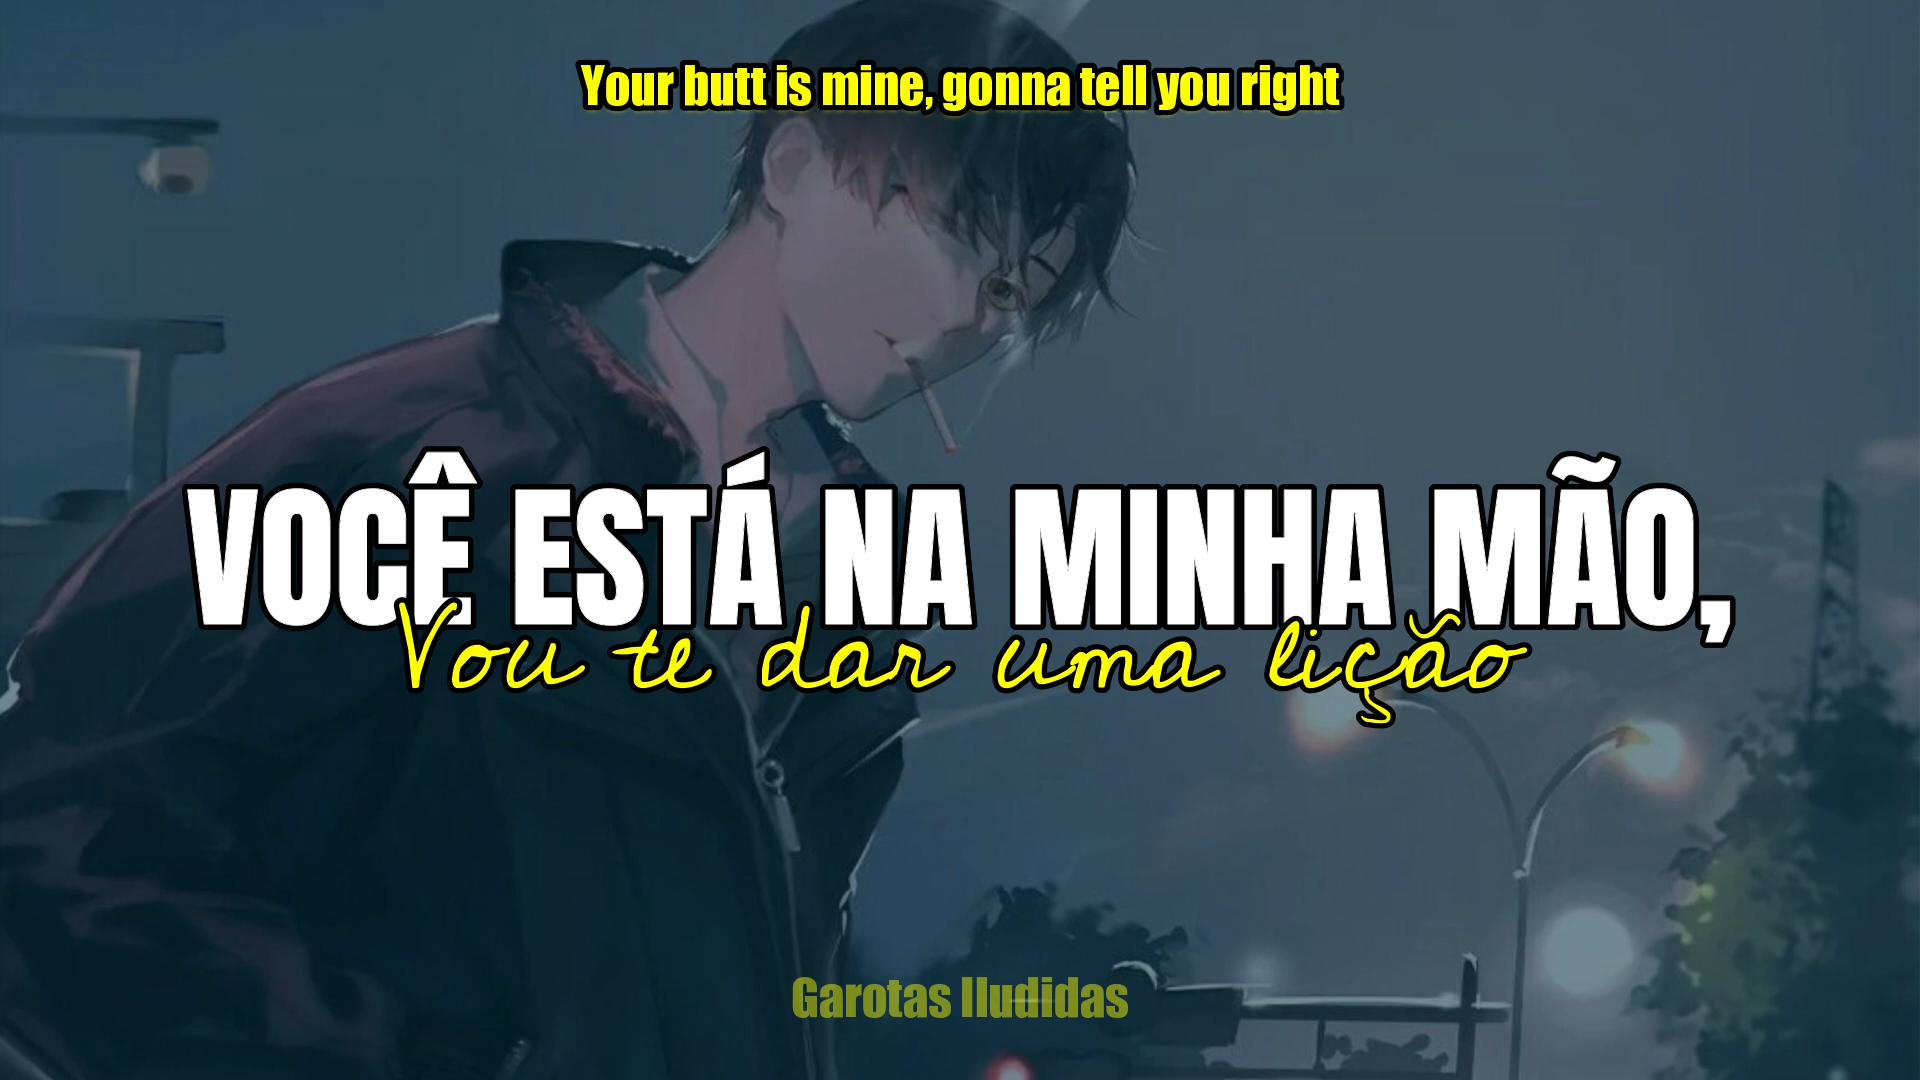 Your butt is mine, gonna tell you right
VOCÊ ESTÁ NA MINHA MÃO,
Vou te dar uma lição
Garotas Iludidas